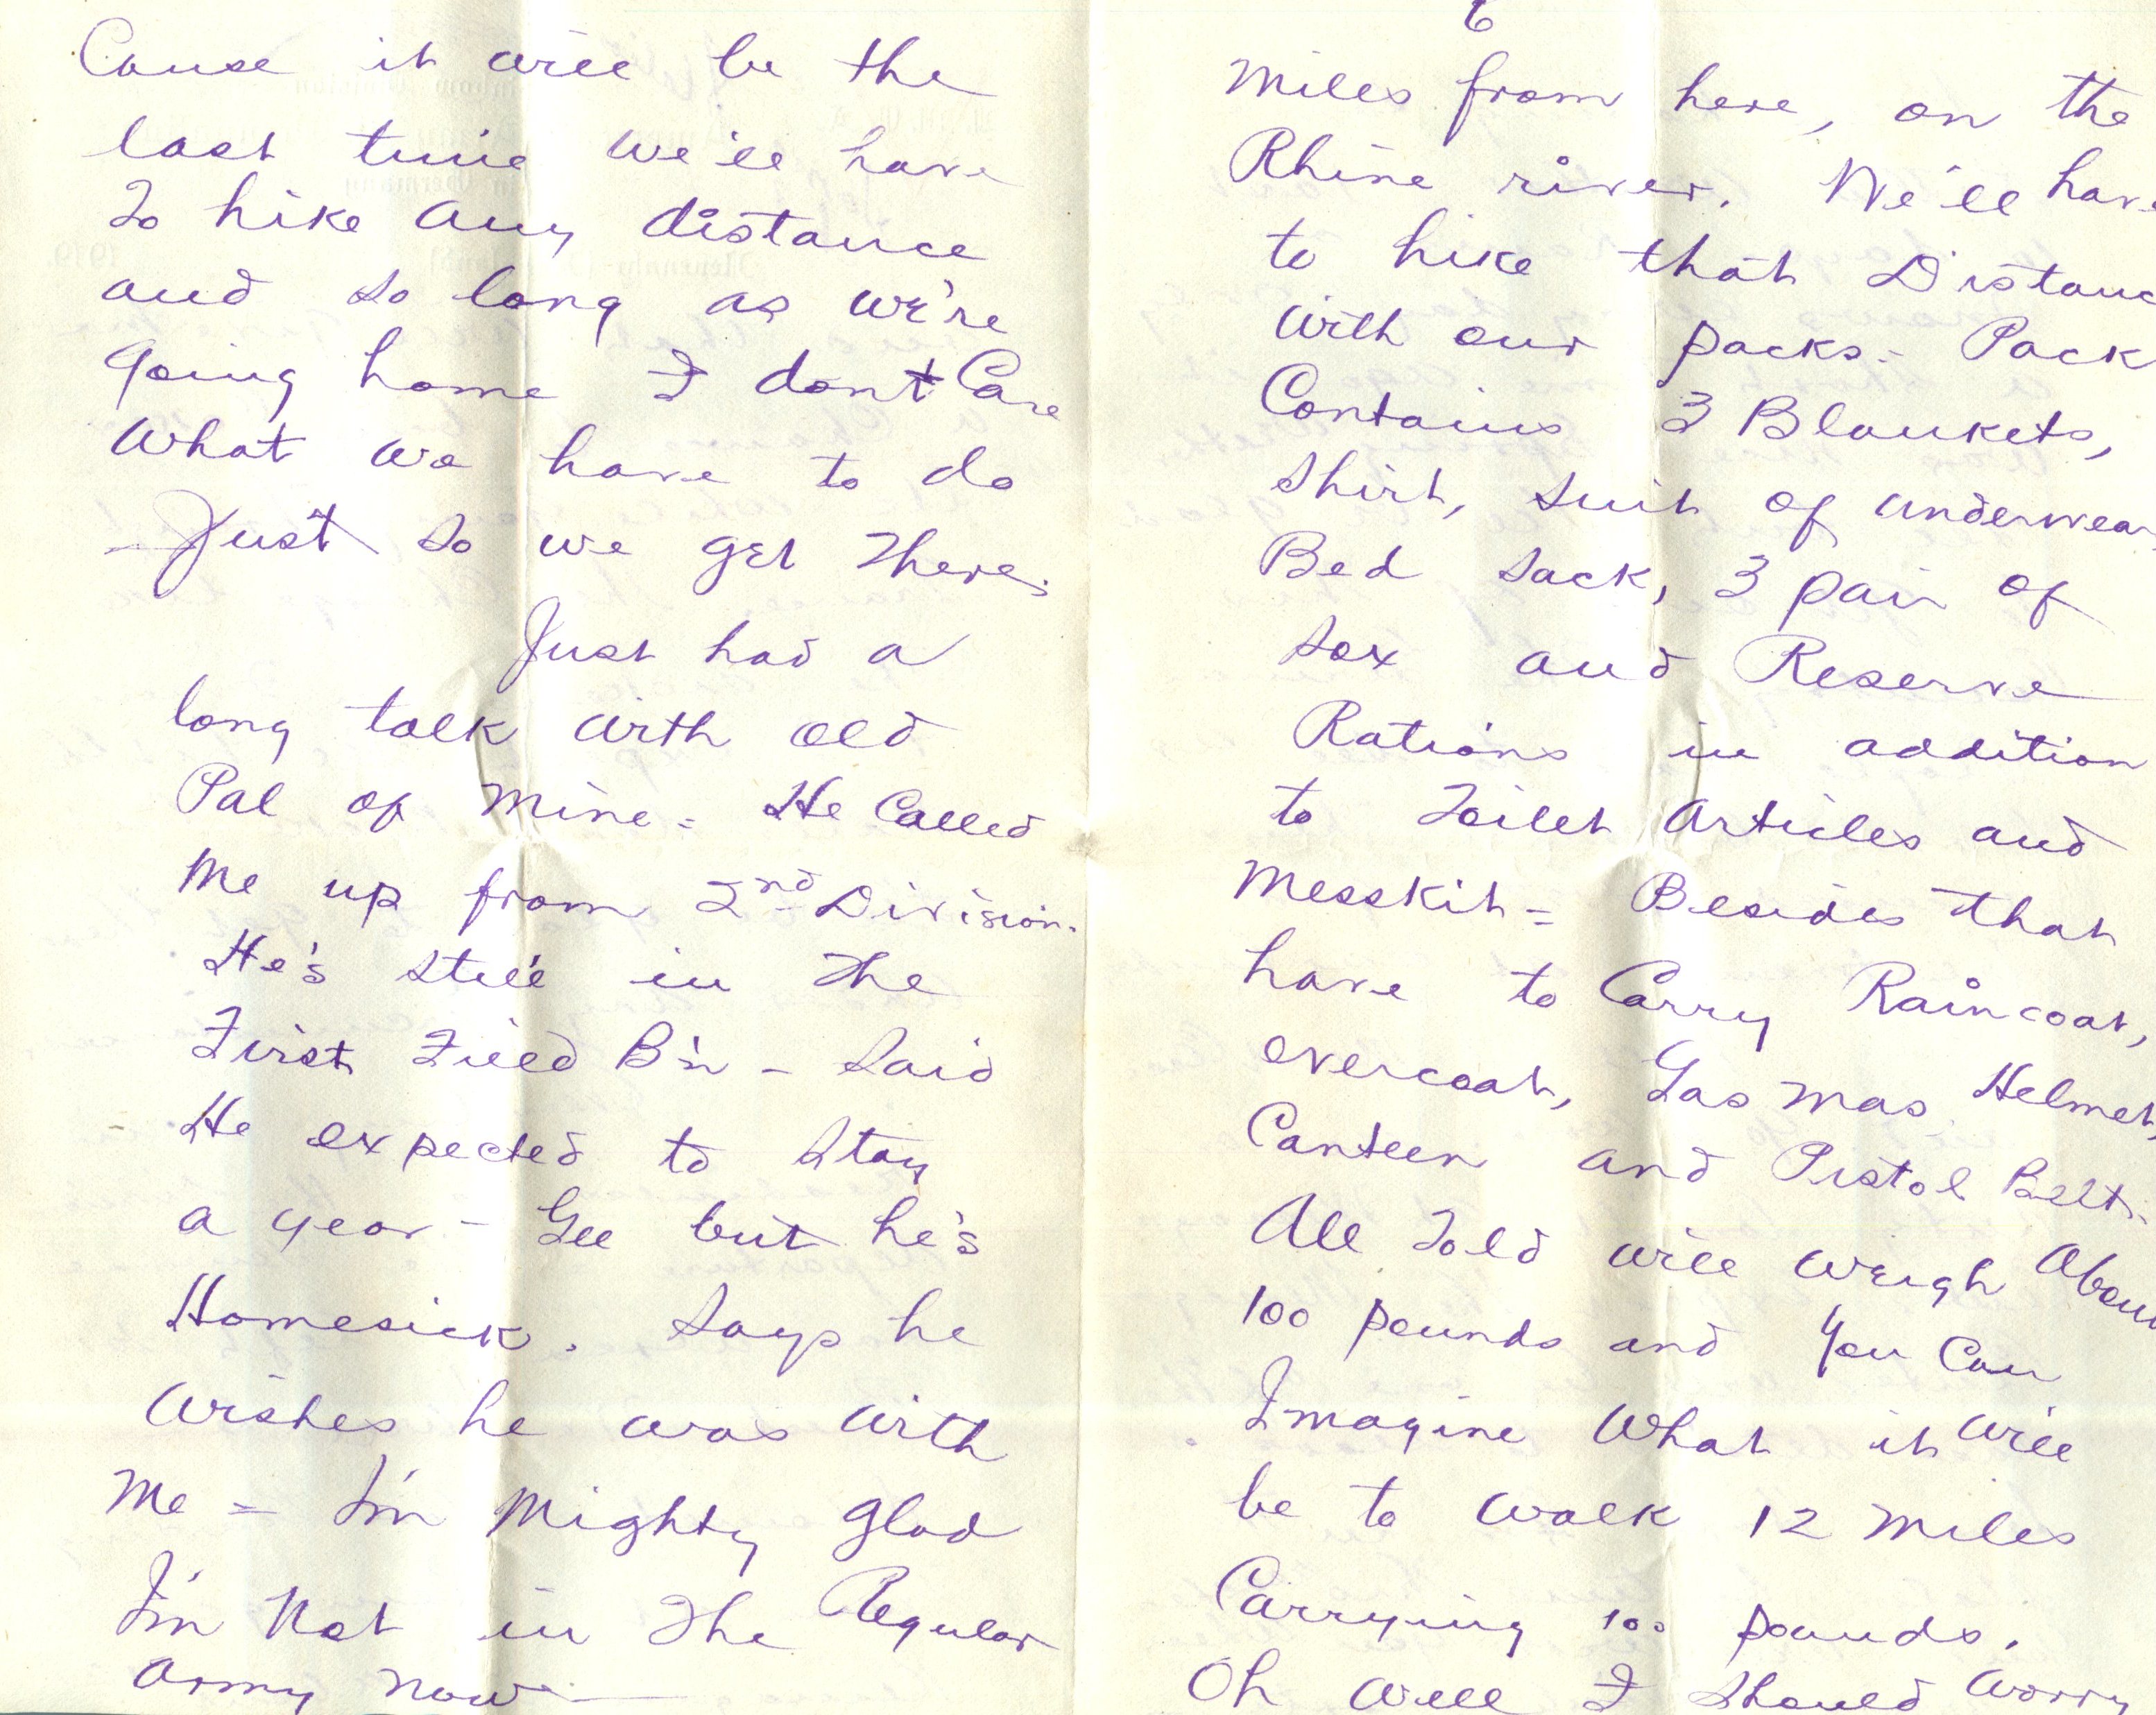 Cause it will be the
last time we'll have
to hike any distance
and so long as we're
going home I don't Care
what we have to do
Just so we get there.
Just had a
long talk with old
Pal of Mine = He Called
Me up from 2nd Division.
He's still in the
First Field B'n - Said
He expected to stay
a year - Gee but he's
Homesick. Says he
wishes he was with
Me = I'm Mighty glad
I'm Not in the Regular
army now —
6
Miles from here, on the
Rhine river. We'll have
to hike that Distanc
with our packs - Pack
Contains 3 Blankets,
Shirt, suit of underwear
Bed Sack, 3 pair of
Sox and Reserve
Rations in addition
to Toilet Articles and
Messkit = Besides that
have to Carry Raincoat,
overcoat, Gas Mas Helmet,
Canteen and Pistol Belt.
All Told will weigh Abou
100 pounds and You Can
Imagine What it will
be to walk 12 Miles
Carrying 100 pounds.
Oh well I Should worry